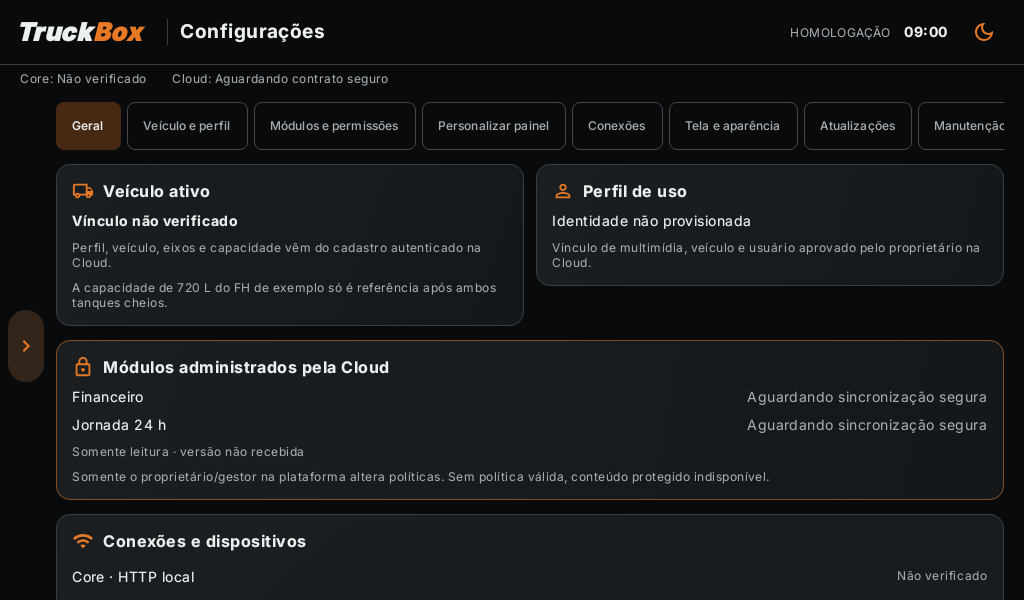 TruckBox
Configurações
HOMOLOGAÇÃO
09:00
Core: Não verificado
Cloud: Aguardando contrato seguro
Geral
Veículo e perfil
Módulos e permissões
Personalizar painel
Conexões
Tela e aparência
Atualizações
Manutenção
Veículo ativo
Vínculo não verificado
Perfil, veículo, eixos e capacidade vêm do cadastro autenticado na
Cloud.
A capacidade de 720 L do FH de exemplo só é referência após ambos
tanques cheios.
Perfil de uso
Identidade não provisionada
Vínculo de multimídia, veículo e usuário aprovado pelo proprietário na
Cloud.
Módulos administrados pela Cloud
Financeiro
Aguardando sincronização segura
Jornada 24 h
Aguardando sincronização segura
Somente leitura · versão não recebida
Somente o proprietário/gestor na plataforma altera políticas. Sem política válida, conteúdo protegido indisponível.
Conexões e dispositivos
Core · HTTP local
Não verificado